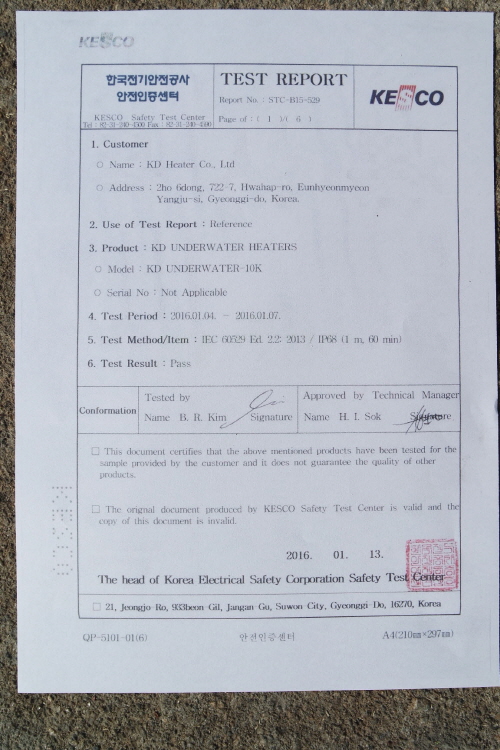 KESCO
한국전기안전공사
안전인증센터
KESCO Safety Test Center
Tel : 82-31-240-4500 Fax : 82-31-240-4490
TEST REPORT
Report No. : STC-B15-529
Page of : ( 1 )/( 6 )
KESCO
1. Customer
○ Name : KD Heater Co., Ltd
○ Address : 2ho 6dong, 722-7, Hwahap-ro, Eunhyeonmyeon
Yangju-si, Gyeonggi-do, Korea.
2. Use of Test Report : Reference
3. Product : KD UNDERWATER HEATERS
○ Model : KD UNDERWATER-10K
○ Serial No : Not Applicable
4. Test Period : 2016.01.04. - 2016.01.07.
5. Test Method/Item : IEC 60529 Ed. 2.2: 2013 / IP68 (1 m, 60 min)
6. Test Result : Pass
Conformation
Tested by
Name B. R. Kim Signature
Approved by Technical Manager
Name H. I. Sok Signature
□ This document certifies that the above mentioned products have been tested for the
sample provided by the customer and it does not guarantee the quality of other
products.
□ The orignal document produced by KESCO Safety Test Center is valid and the
copy of this document is invalid.
2016. 01. 13.
The head of Korea Electrical Safety Corporation Safety Test Center
□ 21, Jeongjo-Ro, 933beon-Gil, Jangan-Gu, Suwon-City, Gyeonggi-Do, 16270, Korea
QP-5101-01(6)
안전인증센터
A4(210㎜×297㎜)